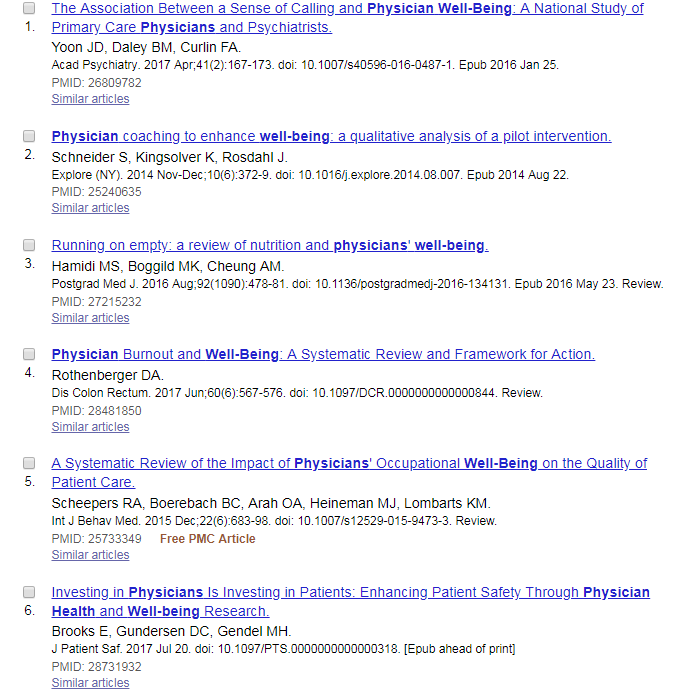 The Association Between a Sense of Calling and Physician Well-Being: A National Study of
1. Primary Care Physicians and Psychiatrists.
Yoon JD, Daley BM, Curlin FA.
Acad Psychiatry. 2017 Apr;41(2):167-173. doi: 10.1007/s40596-016-0487-1. Epub 2016 Jan 25.
PMID: 26809782
Similar articles
Physician coaching to enhance well-being: a qualitative analysis of a pilot intervention.
2. Schneider S, Kingsolver K, Rosdahl J.
Explore (NY). 2014 Nov-Dec;10(6):372-9. doi: 10.1016/j.explore.2014.08.007. Epub 2014 Aug 22.
PMID: 25240635
Similar articles
Running on empty: a review of nutrition and physicians' well-being.
3. Hamidi MS, Boggild MK, Cheung AM.
Postgrad Med J. 2016 Aug;92(1090):478-81. doi: 10.1136/postgradmedj-2016-134131. Epub 2016 May 23. Review.
PMID: 27215232
Similar articles
Physician Burnout and Well-Being: A Systematic Review and Framework for Action.
4. Rothenberger DA.
Dis Colon Rectum. 2017 Jun;60(6):567-576. doi: 10.1097/DCR.0000000000000844. Review.
PMID: 28481850
Similar articles
A Systematic Review of the Impact of Physicians' Occupational Well-Being on the Quality of
5. Patient Care.
Scheepers RA, Boerebach BC, Arah OA, Heineman MJ, Lombarts KM.
Int J Behav Med. 2015 Dec;22(6):683-98. doi: 10.1007/s12529-015-9473-3. Review.
PMID: 25733349 Free PMC Article
Similar articles
Investing in Physicians Is Investing in Patients: Enhancing Patient Safety Through Physician
6. Health and Well-being Research.
Brooks E, Gundersen DC, Gendel MH.
J Patient Saf. 2017 Jul 20. doi: 10.1097/PTS.0000000000000318. [Epub ahead of print]
PMID: 28731932
Similar articles